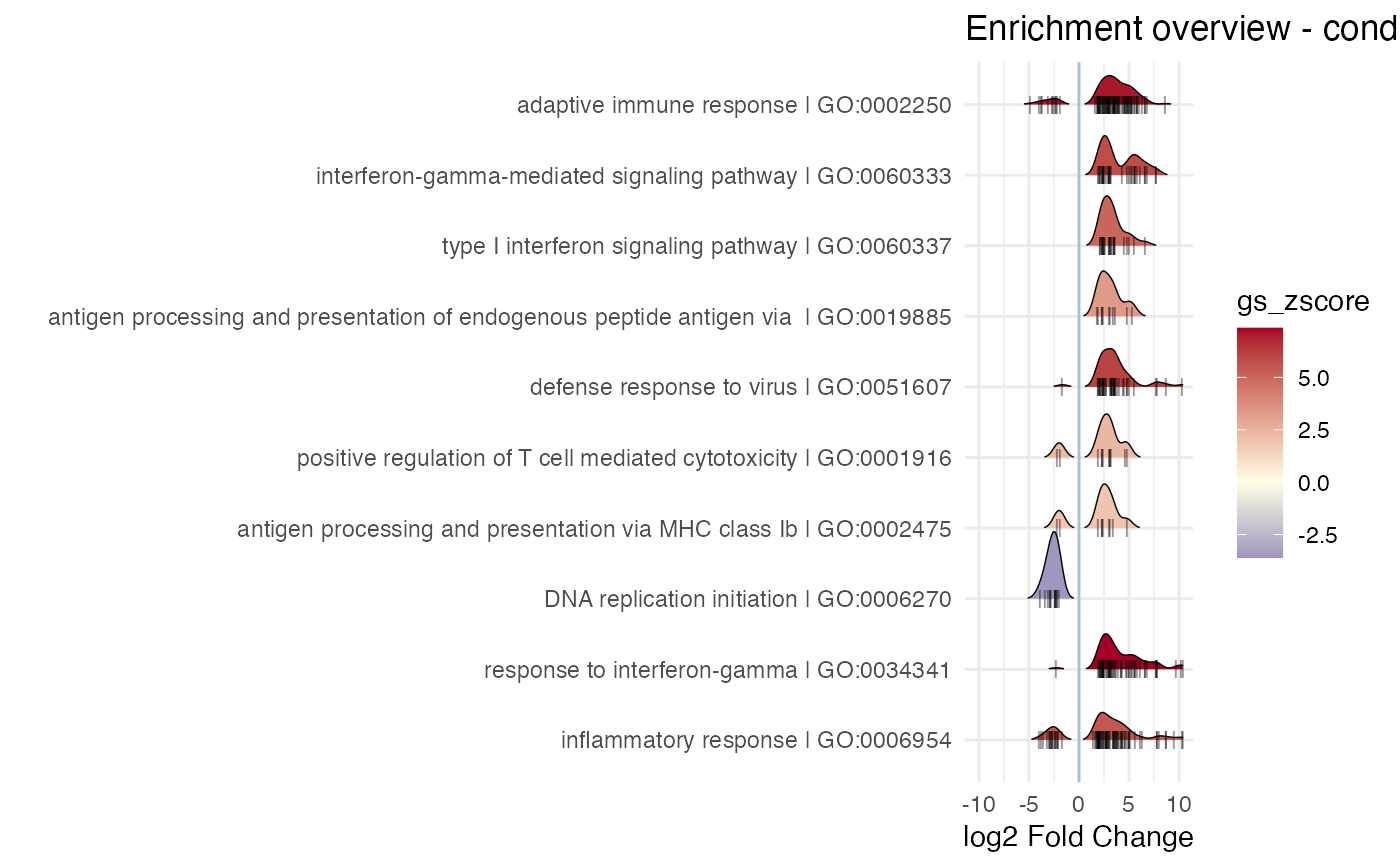 Enrichment overview - cond
adaptive immune response | GO:0002250
interferon-gamma-mediated signaling pathway | GO:0060333
type I interferon signaling pathway | GO:0060337
antigen processing and presentation of endogenous peptide antigen via  | GO:0019885
defense response to virus | GO:0051607
positive regulation of T cell mediated cytotoxicity | GO:0001916
antigen processing and presentation via MHC class Ib | GO:0002475
DNA replication initiation | GO:0006270
response to interferon-gamma | GO:0034341
inflammatory response | GO:0006954
-10 -5 0 5 10
log2 Fold Change
gs_zscore
5.0
2.5
0.0
-2.5